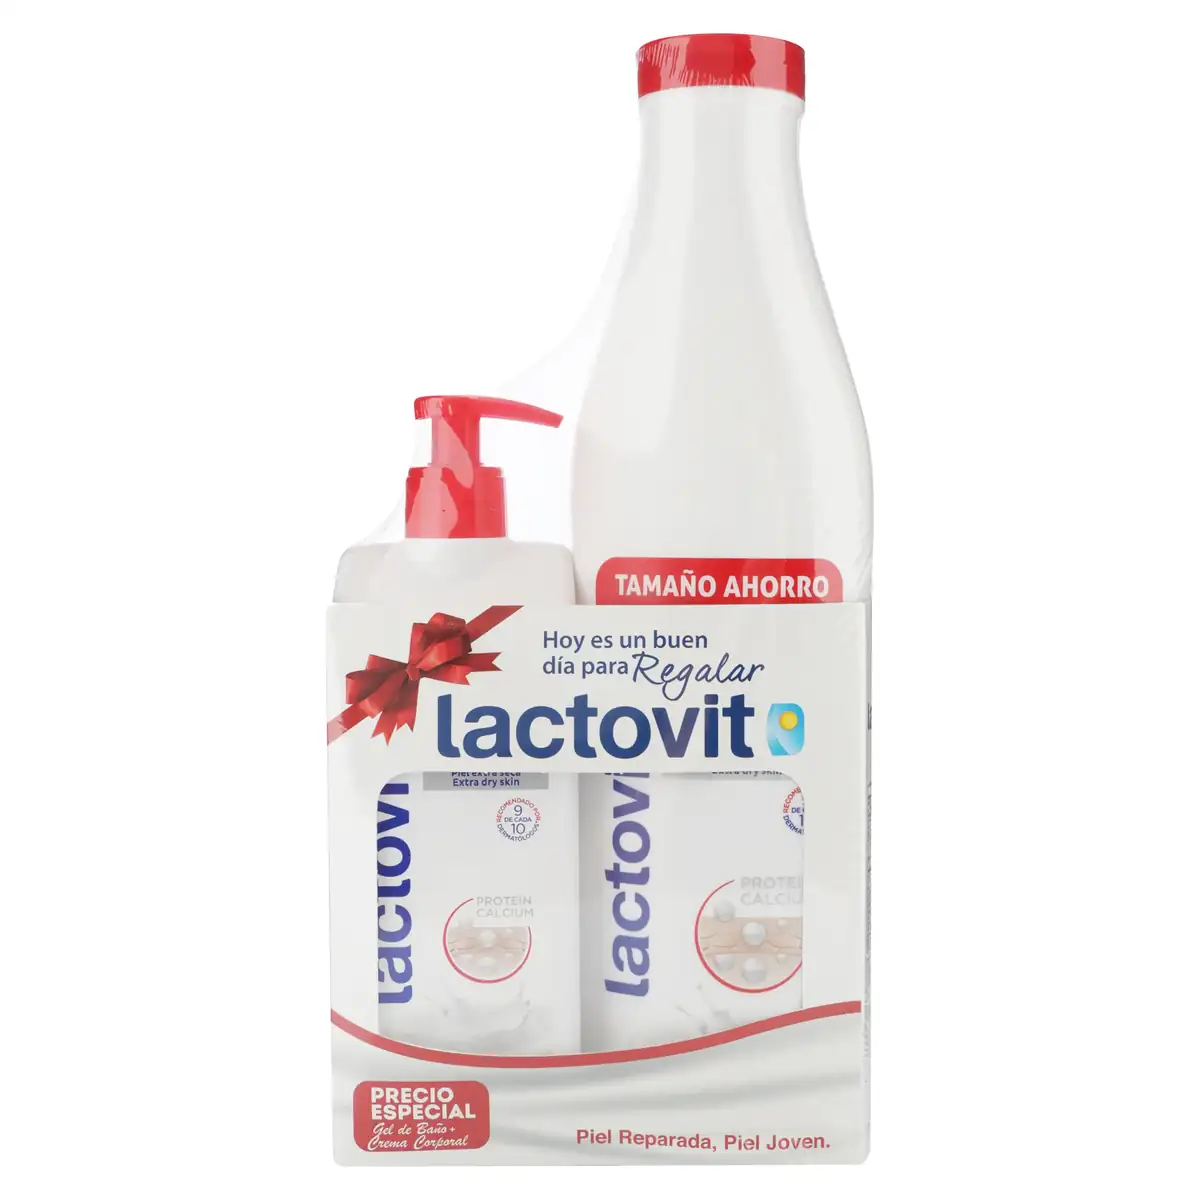 TAMAÑO AHORRO
Hoy es un buen
día para Regalar
lactovit
Piel extra seca
Extra dry skin
Extra dry skin
lactovit
RECOMENDADO POR
9
DE CADA
10
DERMATÓLOGOS
PROTEIN
CALCIUM
lactovit
PROTEIN
CALCIU
PRECIO
ESPECIAL
Gel de Baño +
Crema Corporal
Piel Reparada, Piel Joven.